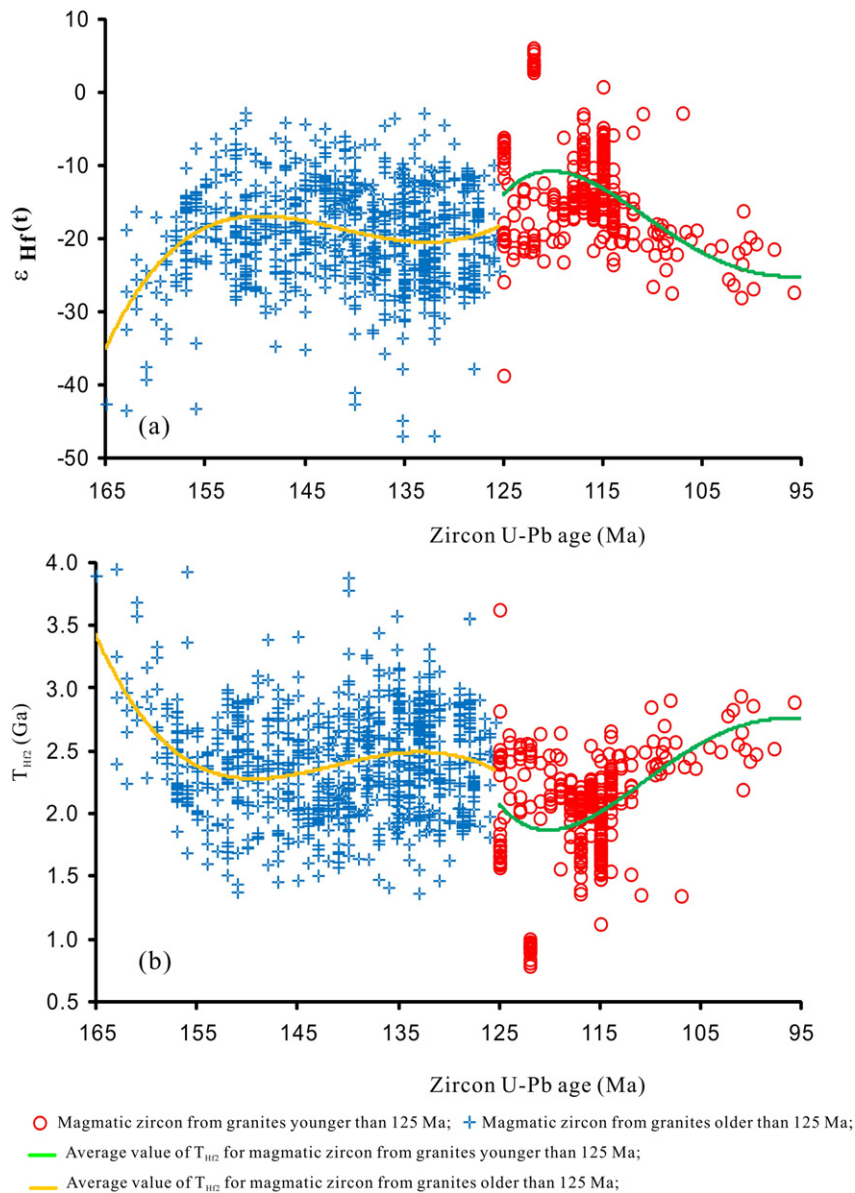 10
0
-10
-20
-30
-40
-50
ε Hf(t)
(a)
165 155 145 135 125 115 105 95
Zircon U-Pb age (Ma)
4.0
3.5
3.0
2.5
2.0
1.5
1.0
0.5
T Hf2 (Ga)
(b)
165 155 145 135 125 115 105 95
Zircon U-Pb age (Ma)
Magmatic zircon from granites younger than 125 Ma; Magmatic zircon from granites older than 125 Ma;
Average value of T Hf2 for magmatic zircon from granites younger than 125 Ma;
Average value of T Hf2 for magmatic zircon from granites older than 125 Ma;